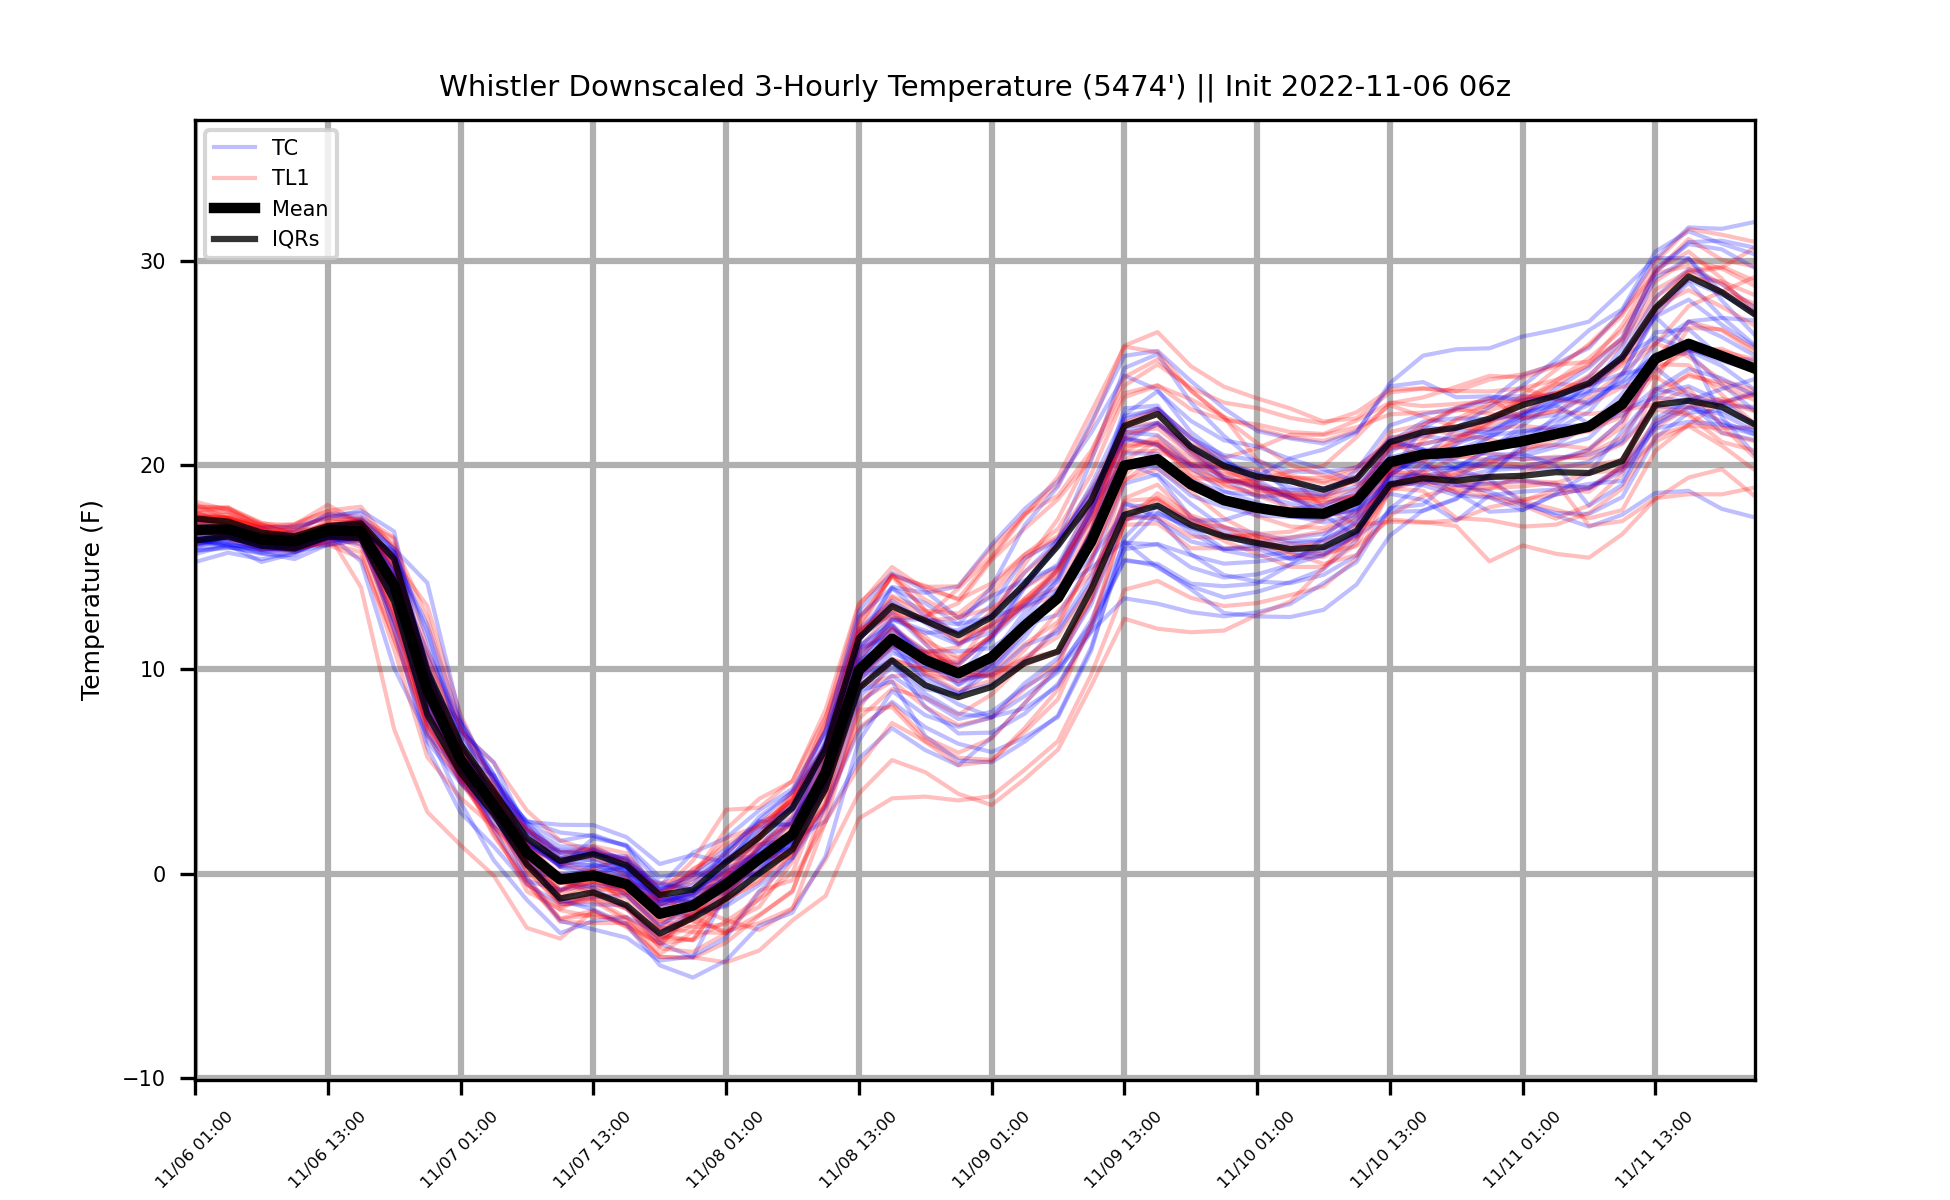 Whistler Downscaled 3-Hourly Temperature (5474') || Init 2022-11-06 06z
TC
TL1
Mean
IQRs
Temperature (F)
30
20
10
0
−10
11/06 01:00
11/06 13:00
11/07 01:00
11/07 13:00
11/08 01:00
11/08 13:00
11/09 01:00
11/09 13:00
11/10 01:00
11/10 13:00
11/11 01:00
11/11 13:00